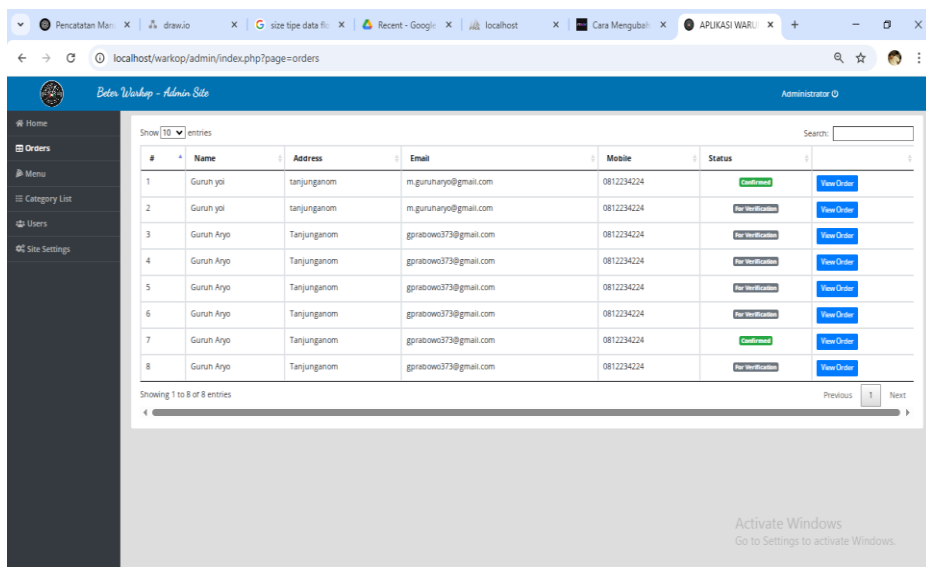 Pencatatan Man
draw.io
size tipe data flo
Recent - Google
localhost
Cara Mengubah
APLIKASI WARU
localhost/warkop/admin/index.php?page=orders
Beter Warkop - Admin Site
Administrator
Home
Orders
Menu
Category List
Users
Site Settings
Show 10 entries
Search:
# Name Address Email Mobile Status
1 Guruh yoi tanjunganom m.guruharyo@gmail.com 0812234224 Confirmed View Order
2 Guruh yoi tanjunganom m.guruharyo@gmail.com 0812234224 For Verification View Order
3 Guruh Aryo Tanjunganom gprabowo373@gmail.com 0812234224 For Verification View Order
4 Guruh Aryo Tanjunganom gprabowo373@gmail.com 0812234224 For Verification View Order
5 Guruh Aryo Tanjunganom gprabowo373@gmail.com 0812234224 For Verification View Order
6 Guruh Aryo Tanjunganom gprabowo373@gmail.com 0812234224 For Verification View Order
7 Guruh Aryo Tanjunganom gprabowo373@gmail.com 0812234224 Confirmed View Order
8 Guruh Aryo Tanjunganom gprabowo373@gmail.com 0812234224 For Verification View Order
Showing 1 to 8 of 8 entries
Previous 1 Next
Activate Windows
Go to Settings to activate Windows.